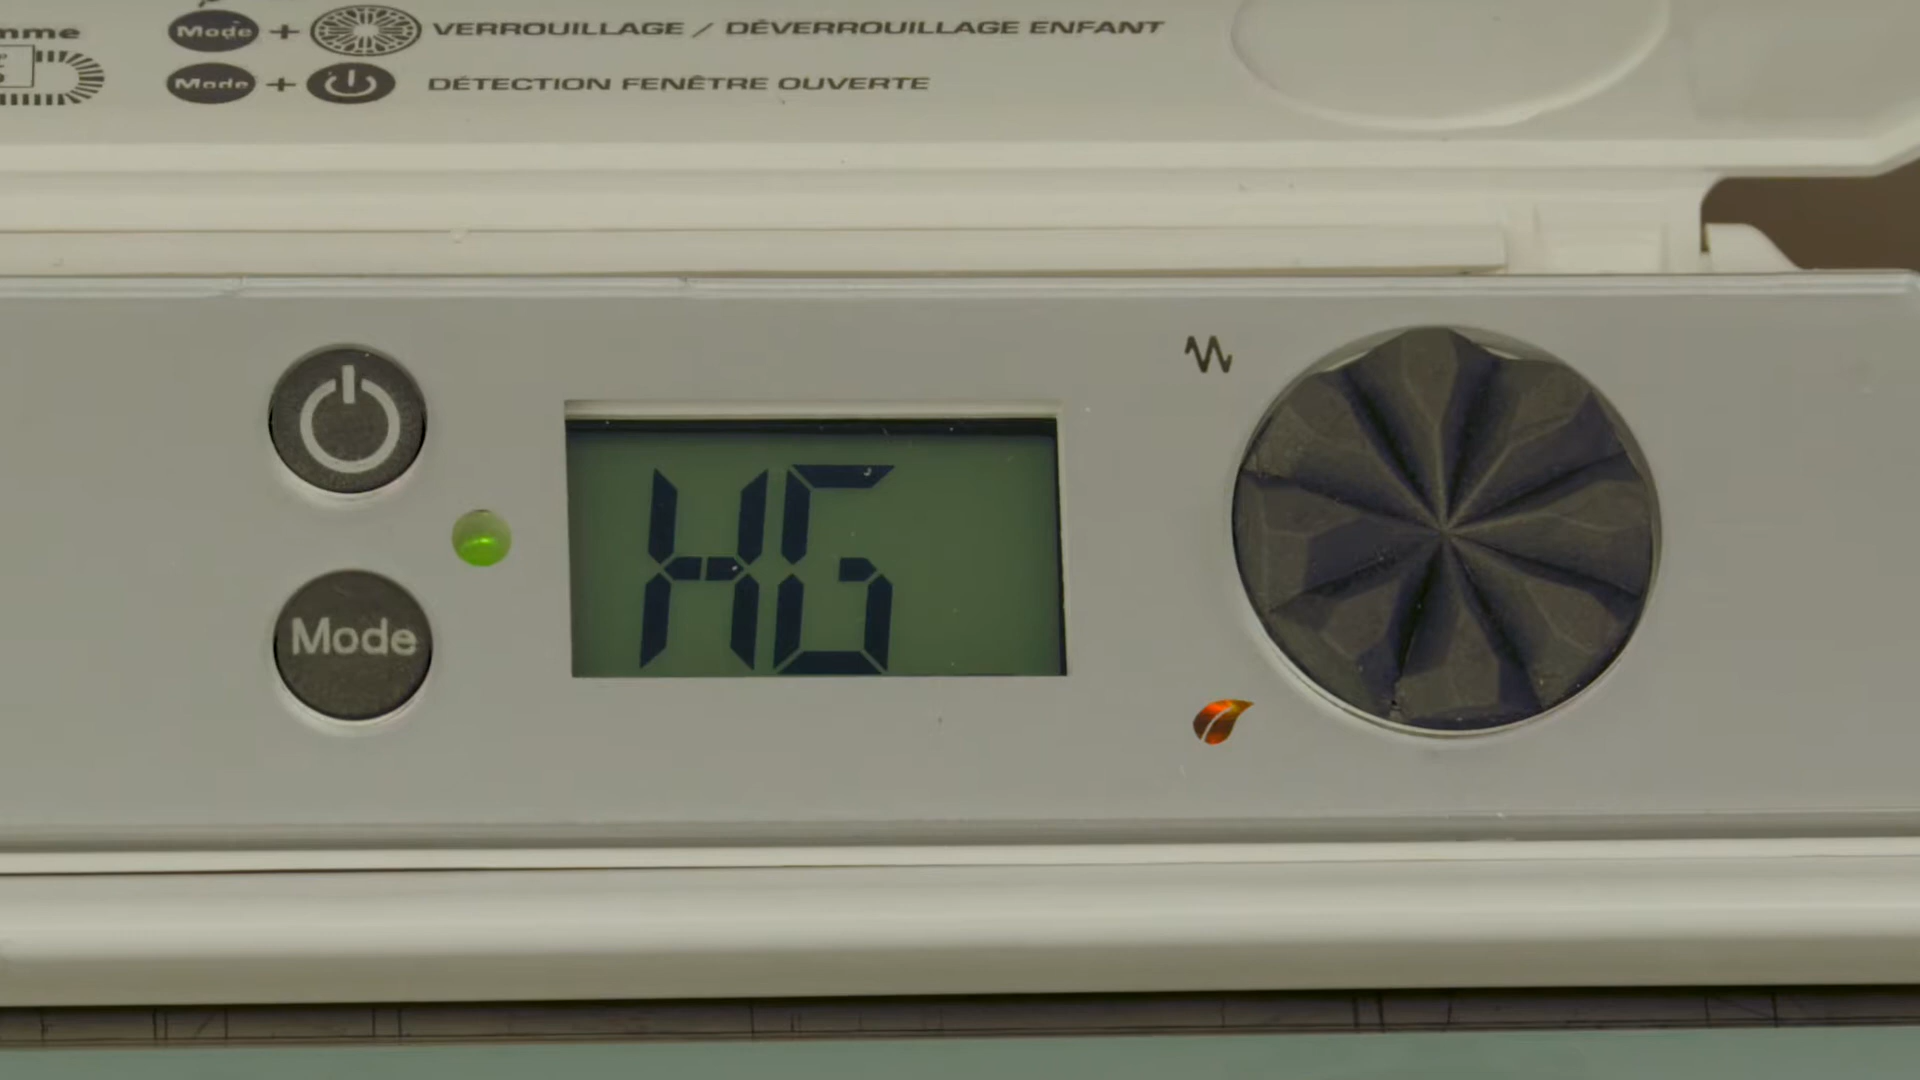 mme
Mode + VERROUILLAGE / DÉVERROUILLAGE ENFANT
Mode + DÉTECTION FENÊTRE OUVERTE
HG
Mode